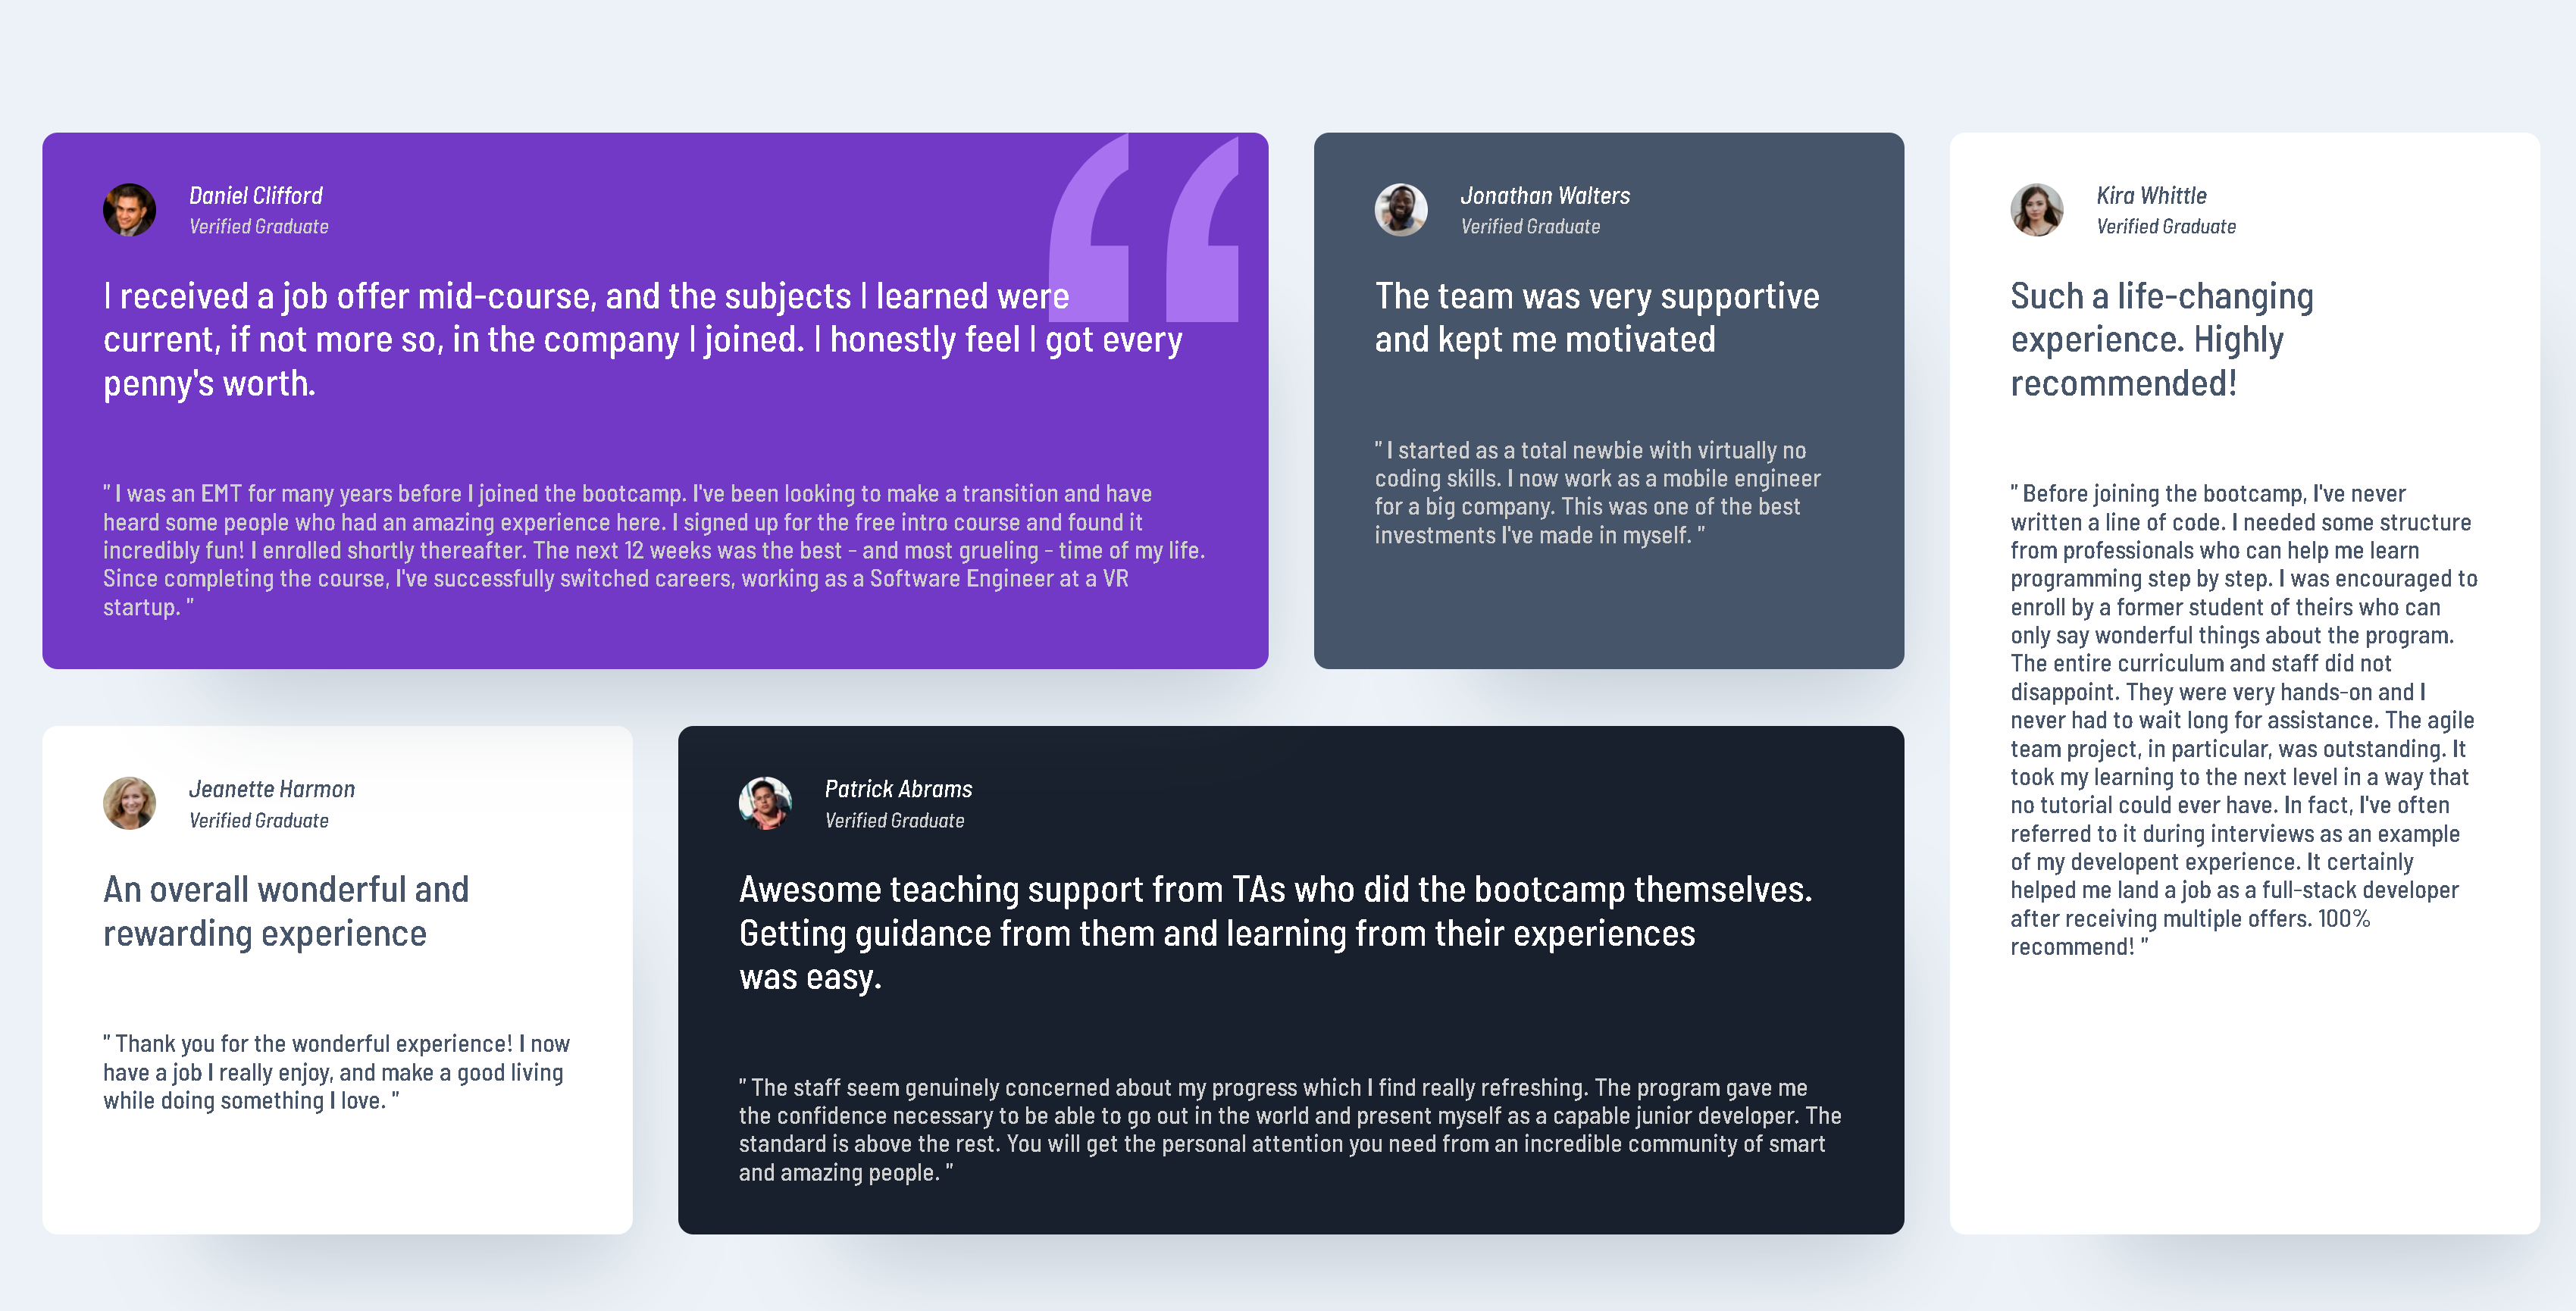 Daniel Clifford
Verified Graduate
I received a job offer mid-course, and the subjects I learned were
current, if not more so, in the company I joined. I honestly feel I got every
penny's worth.
" I was an EMT for many years before I joined the bootcamp. I've been looking to make a transition and have
heard some people who had an amazing experience here. I signed up for the free intro course and found it
incredibly fun! I enrolled shortly thereafter. The next 12 weeks was the best - and most grueling - time of my life.
Since completing the course, I've successfully switched careers, working as a Software Engineer at a VR
startup. "
Jonathan Walters
Verified Graduate
The team was very supportive
and kept me motivated
" I started as a total newbie with virtually no
coding skills. I now work as a mobile engineer
for a big company. This was one of the best
investments I've made in myself. "
Kira Whittle
Verified Graduate
Such a life-changing
experience. Highly
recommended!
" Before joining the bootcamp, I've never
written a line of code. I needed some structure
from professionals who can help me learn
programming step by step. I was encouraged to
enroll by a former student of theirs who can
only say wonderful things about the program.
The entire curriculum and staff did not
disappoint. They were very hands-on and I
never had to wait long for assistance. The agile
team project, in particular, was outstanding. It
took my learning to the next level in a way that
no tutorial could ever have. In fact, I've often
referred to it during interviews as an example
of my developent experience. It certainly
helped me land a job as a full-stack developer
after receiving multiple offers. 100%
recommend! "
Jeanette Harmon
Verified Graduate
An overall wonderful and
rewarding experience
" Thank you for the wonderful experience! I now
have a job I really enjoy, and make a good living
while doing something I love. "
Patrick Abrams
Verified Graduate
Awesome teaching support from TAs who did the bootcamp themselves.
Getting guidance from them and learning from their experiences
was easy.
" The staff seem genuinely concerned about my progress which I find really refreshing. The program gave me
the confidence necessary to be able to go out in the world and present myself as a capable junior developer. The
standard is above the rest. You will get the personal attention you need from an incredible community of smart
and amazing people. "